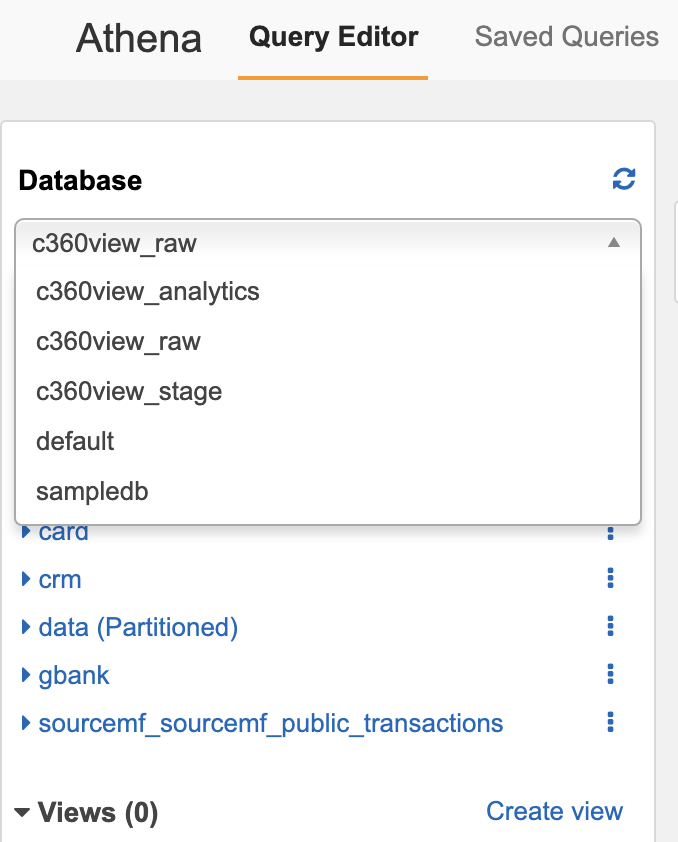 Athena Query Editor Saved Queries
Database
c360view_raw
c360view_analytics
c360view_raw
c360view_stage
default
sampledb
card
crm
data (Partitioned)
gbank
sourcemf_sourcemf_public_transactions
Views (0) Create view